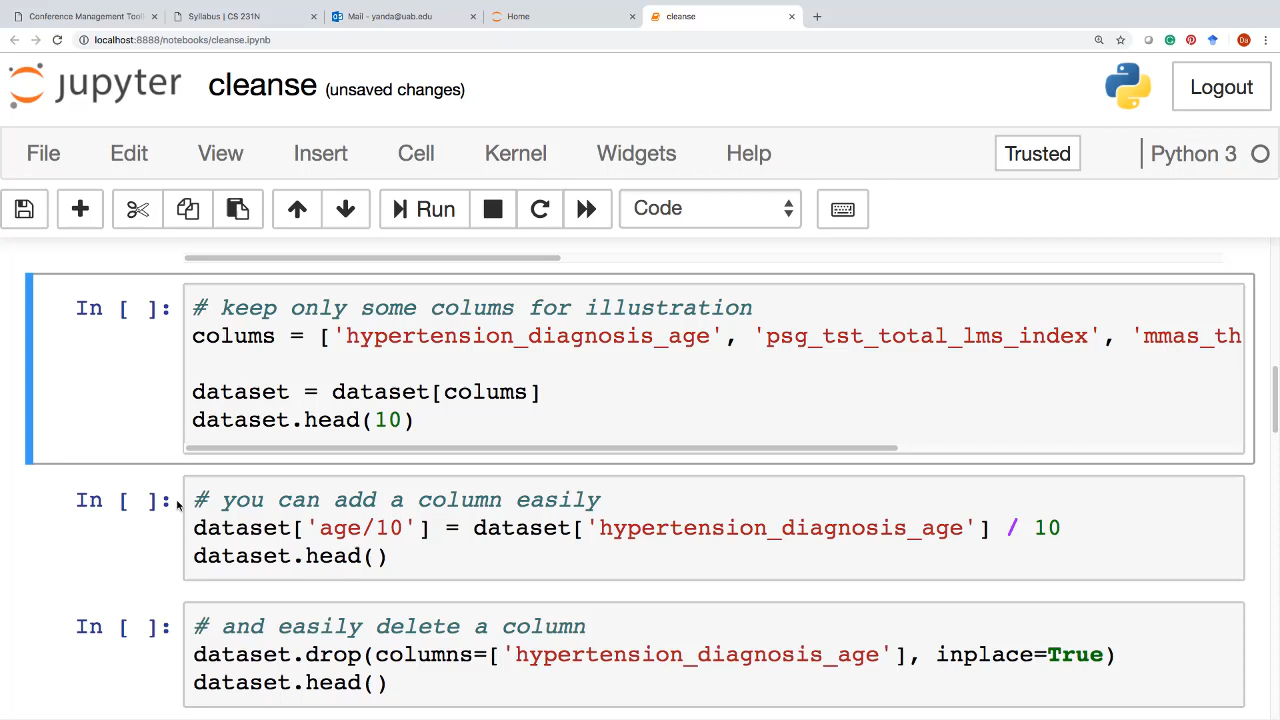 Conference Management Tool
Syllabus | CS 231N
Mail - yanda@uab.edu
Home
cleanse
localhost:8888/notebooks/cleanse.ipynb
Da
jupyter cleanse (unsaved changes)
Logout
File Edit View Insert Cell Kernel Widgets Help
Trusted
Python 3
Run
Code
In [ ]:
# keep only some colums for illustration
colums = ['hypertension_diagnosis_age', 'psg_tst_total_lms_index', 'mmas_th
dataset = dataset[colums]
dataset.head(10)
In [ ]:
# you can add a column easily
dataset['age/10'] = dataset['hypertension_diagnosis_age'] / 10
dataset.head()
In [ ]:
# and easily delete a column
dataset.drop(columns=['hypertension_diagnosis_age'], inplace=True)
dataset.head()